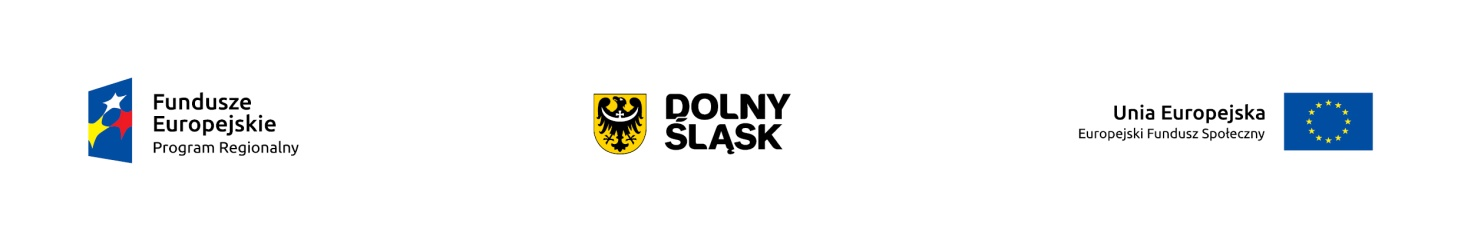 Fundusze
Europejskie
Program Regionalny
DOLNY
ŚLĄSK
Unia Europejska
Europejski Fundusz Społeczny